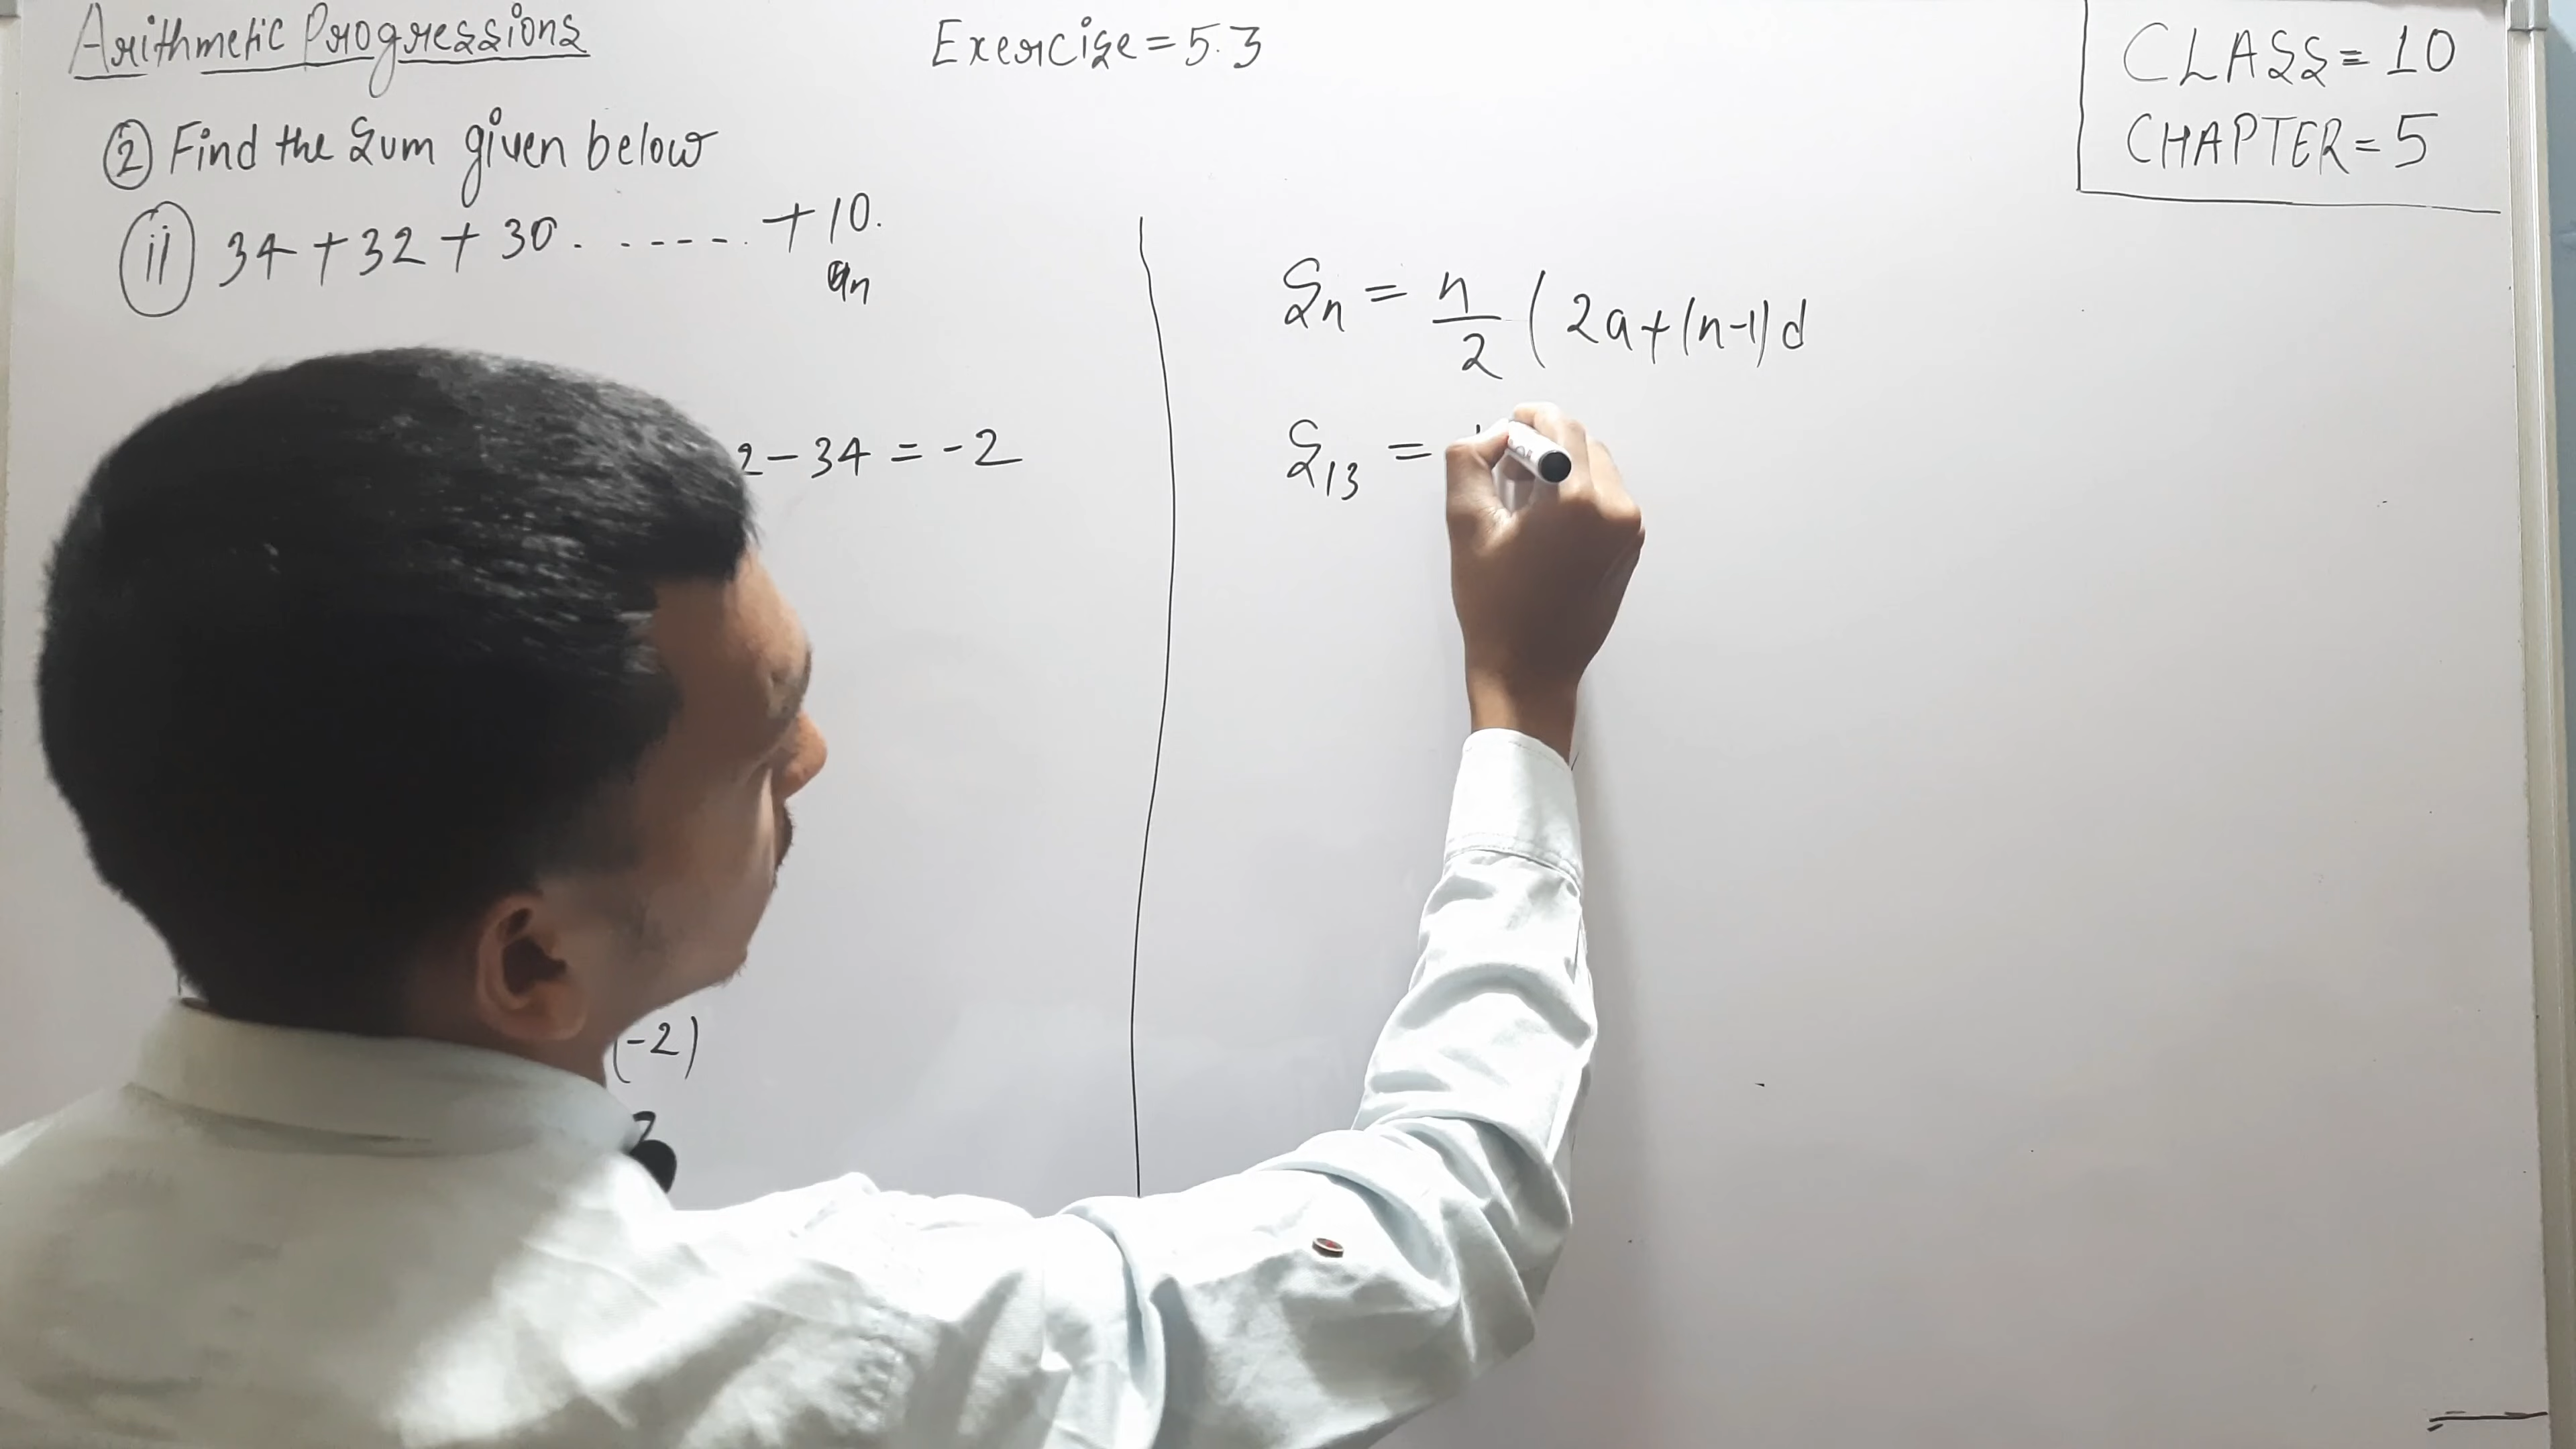 Arithmetic Progressions
Exercise = 5.3
CLASS = 10
CHAPTER = 5
② Find the sum given below
ii 34 + 32 + 30 . . - - - - . + 10.
an
2 - 34 = -2
(-2)
Sn = n/2 ( 2a + (n-1) d
S13 =